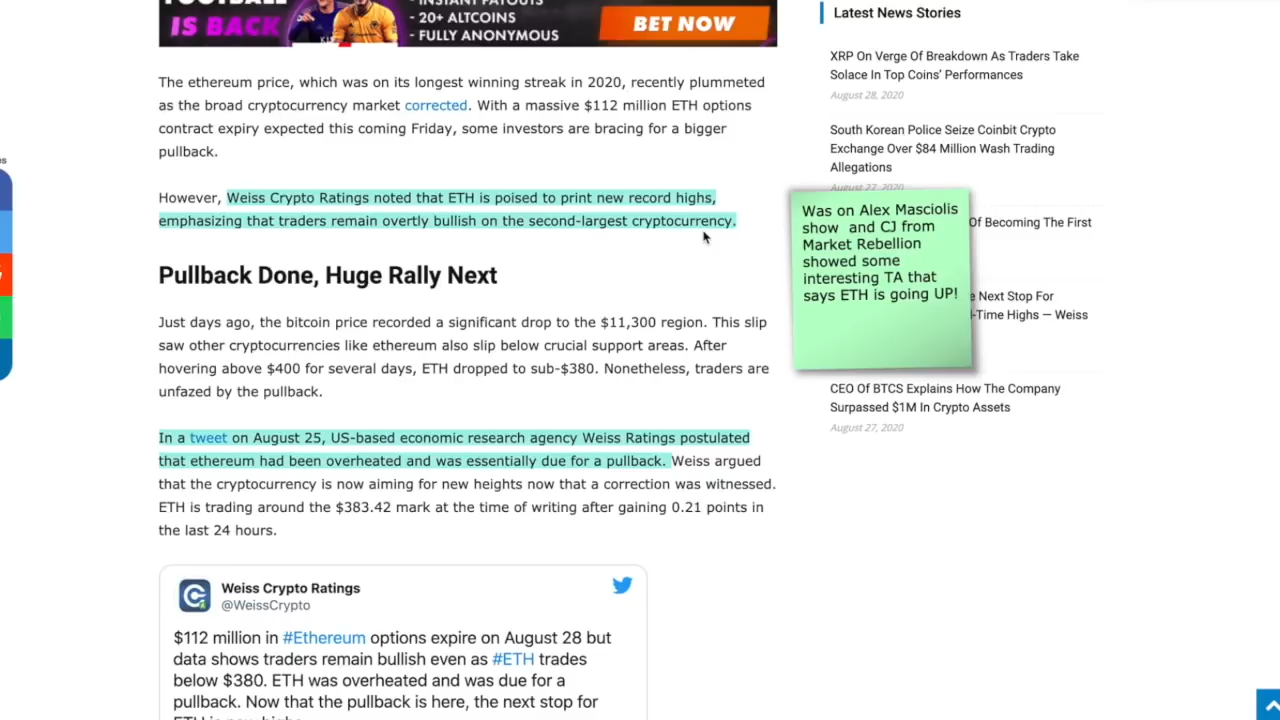 FOOTBALL
IS BACK
- INSTANT PAYOUTS
- 20+ ALTCOINS
- FULLY ANONYMOUS
BET NOW
The ethereum price, which was on its longest winning streak in 2020, recently plummeted
as the broad cryptocurrency market corrected. With a massive $112 million ETH options
contract expiry expected this coming Friday, some investors are bracing for a bigger
pullback.
However, Weiss Crypto Ratings noted that ETH is poised to print new record highs,
emphasizing that traders remain overtly bullish on the second-largest cryptocurrency.
Pullback Done, Huge Rally Next
Just days ago, the bitcoin price recorded a significant drop to the $11,300 region. This slip
saw other cryptocurrencies like ethereum also slip below crucial support areas. After
hovering above $400 for several days, ETH dropped to sub-$380. Nonetheless, traders are
unfazed by the pullback.
In a tweet on August 25, US-based economic research agency Weiss Ratings postulated
that ethereum had been overheated and was essentially due for a pullback. Weiss argued
that the cryptocurrency is now aiming for new heights now that a correction was witnessed.
ETH is trading around the $383.42 mark at the time of writing after gaining 0.21 points in
the last 24 hours.
Weiss Crypto Ratings
@WeissCrypto
$112 million in #Ethereum options expire on August 28 but
data shows traders remain bullish even as #ETH trades
below $380. ETH was overheated and was due for a
pullback. Now that the pullback is here, the next stop for
ETH is new highs
Latest News Stories
XRP On Verge Of Breakdown As Traders Take
Solace In Top Coins' Performances
August 28, 2020
South Korean Police Seize Coinbit Crypto
Exchange Over $84 Million Wash Trading
Allegations
August 27, 2020
Of Becoming The First
Next Stop For
-Time Highs — Weiss
Was on Alex Masciolis
show and CJ from
Market Rebellion
showed some
interesting TA that
says ETH is going UP!
CEO Of BTCS Explains How The Company
Surpassed $1M In Crypto Assets
August 27, 2020